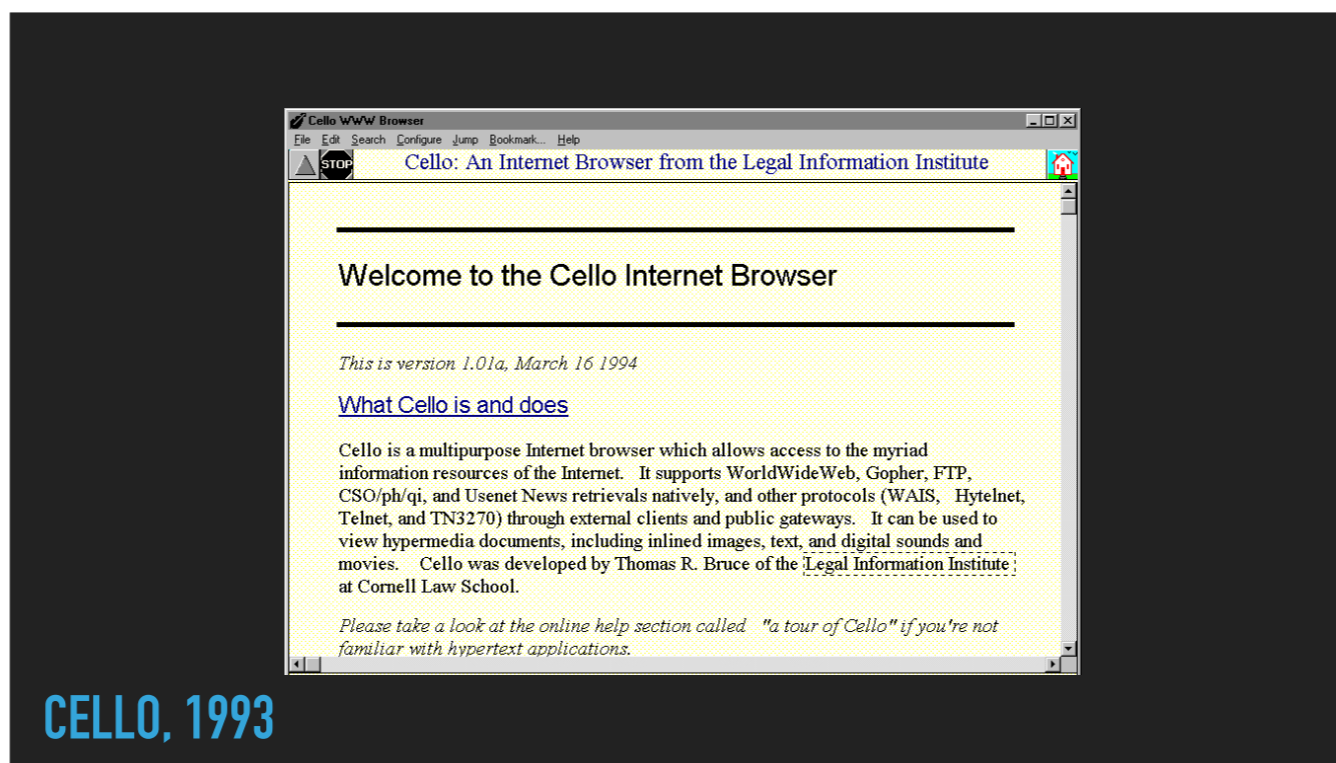 Cello WWW Browser
File Edit Search Configure Jump Bookmark... Help
STOP Cello: An Internet Browser from the Legal Information Institute
Welcome to the Cello Internet Browser
This is version 1.01a, March 16 1994
What Cello is and does
Cello is a multipurpose Internet browser which allows access to the myriad
information resources of the Internet. It supports WorldWideWeb, Gopher, FTP,
CSO/ph/qi, and Usenet News retrievals natively, and other protocols (WAIS, Hytelnet,
Telnet, and TN3270) through external clients and public gateways. It can be used to
view hypermedia documents, including inlined images, text, and digital sounds and
movies. Cello was developed by Thomas R. Bruce of the Legal Information Institute
at Cornell Law School.
Please take a look at the online help section called "a tour of Cello" if you're not
familiar with hypertext applications.
CELLO, 1993